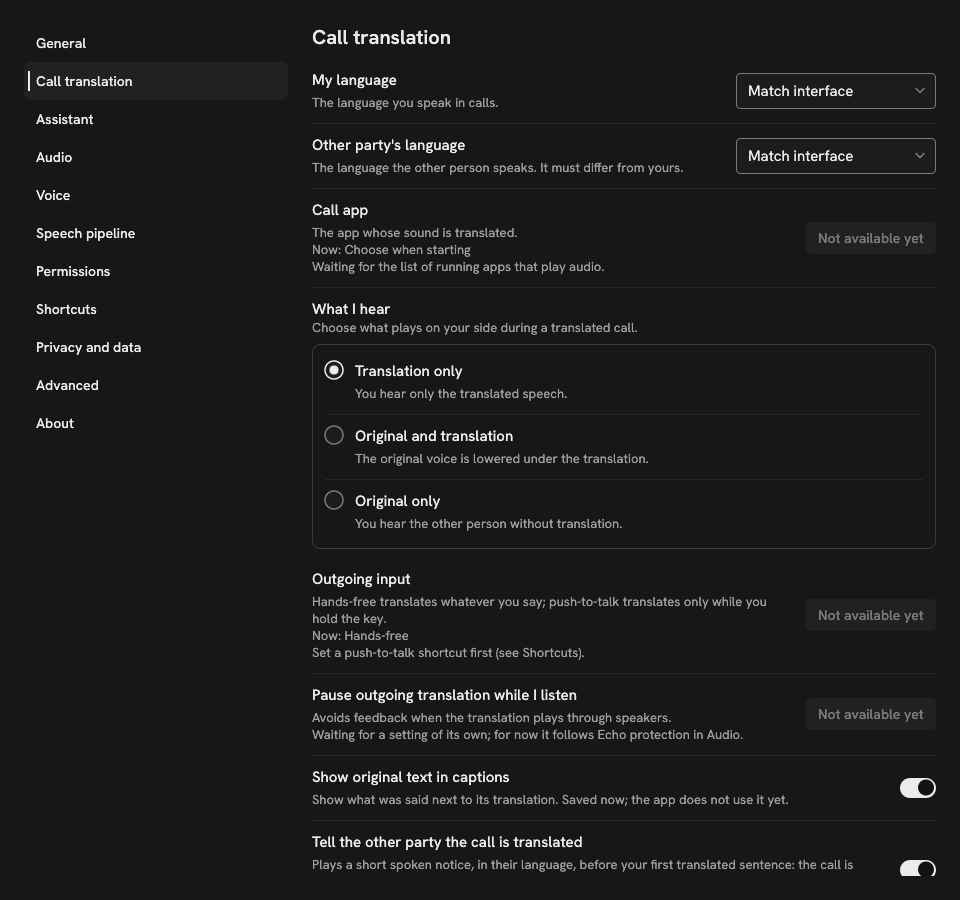 General
Call translation
Assistant
Audio
Voice
Speech pipeline
Permissions
Shortcuts
Privacy and data
Advanced
About
Call translation
My language
The language you speak in calls.
Match interface
Other party's language
The language the other person speaks. It must differ from yours.
Match interface
Call app
The app whose sound is translated.
Now: Choose when starting
Waiting for the list of running apps that play audio.
Not available yet
What I hear
Choose what plays on your side during a translated call.
Translation only
You hear only the translated speech.
Original and translation
The original voice is lowered under the translation.
Original only
You hear the other person without translation.
Outgoing input
Hands-free translates whatever you say; push-to-talk translates only while you
hold the key.
Now: Hands-free
Set a push-to-talk shortcut first (see Shortcuts).
Not available yet
Pause outgoing translation while I listen
Avoids feedback when the translation plays through speakers.
Waiting for a setting of its own; for now it follows Echo protection in Audio.
Not available yet
Show original text in captions
Show what was said next to its translation. Saved now; the app does not use it yet.
Tell the other party the call is translated
Plays a short spoken notice, in their language, before your first translated sentence: the call is